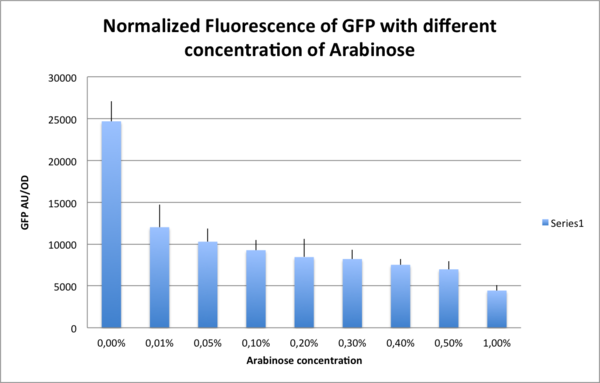 Normalized Fluorescence of GFP with different
concentration of Arabinose
30000
25000
20000
15000
10000
5000
0
GFP AU/OD
0,00% 0,01% 0,05% 0,10% 0,20% 0,30% 0,40% 0,50% 1,00%
Arabinose concentration
Series1